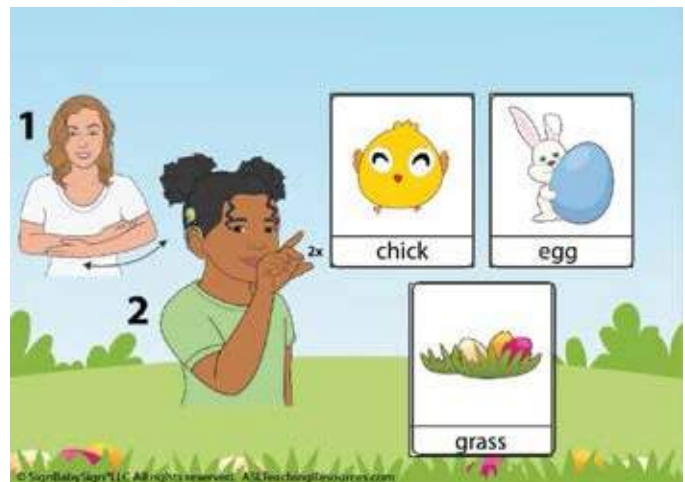 1
2
2x
chick
egg
grass
© SignBabySign® LLC All rights reserved. ASLTeachingResources.com